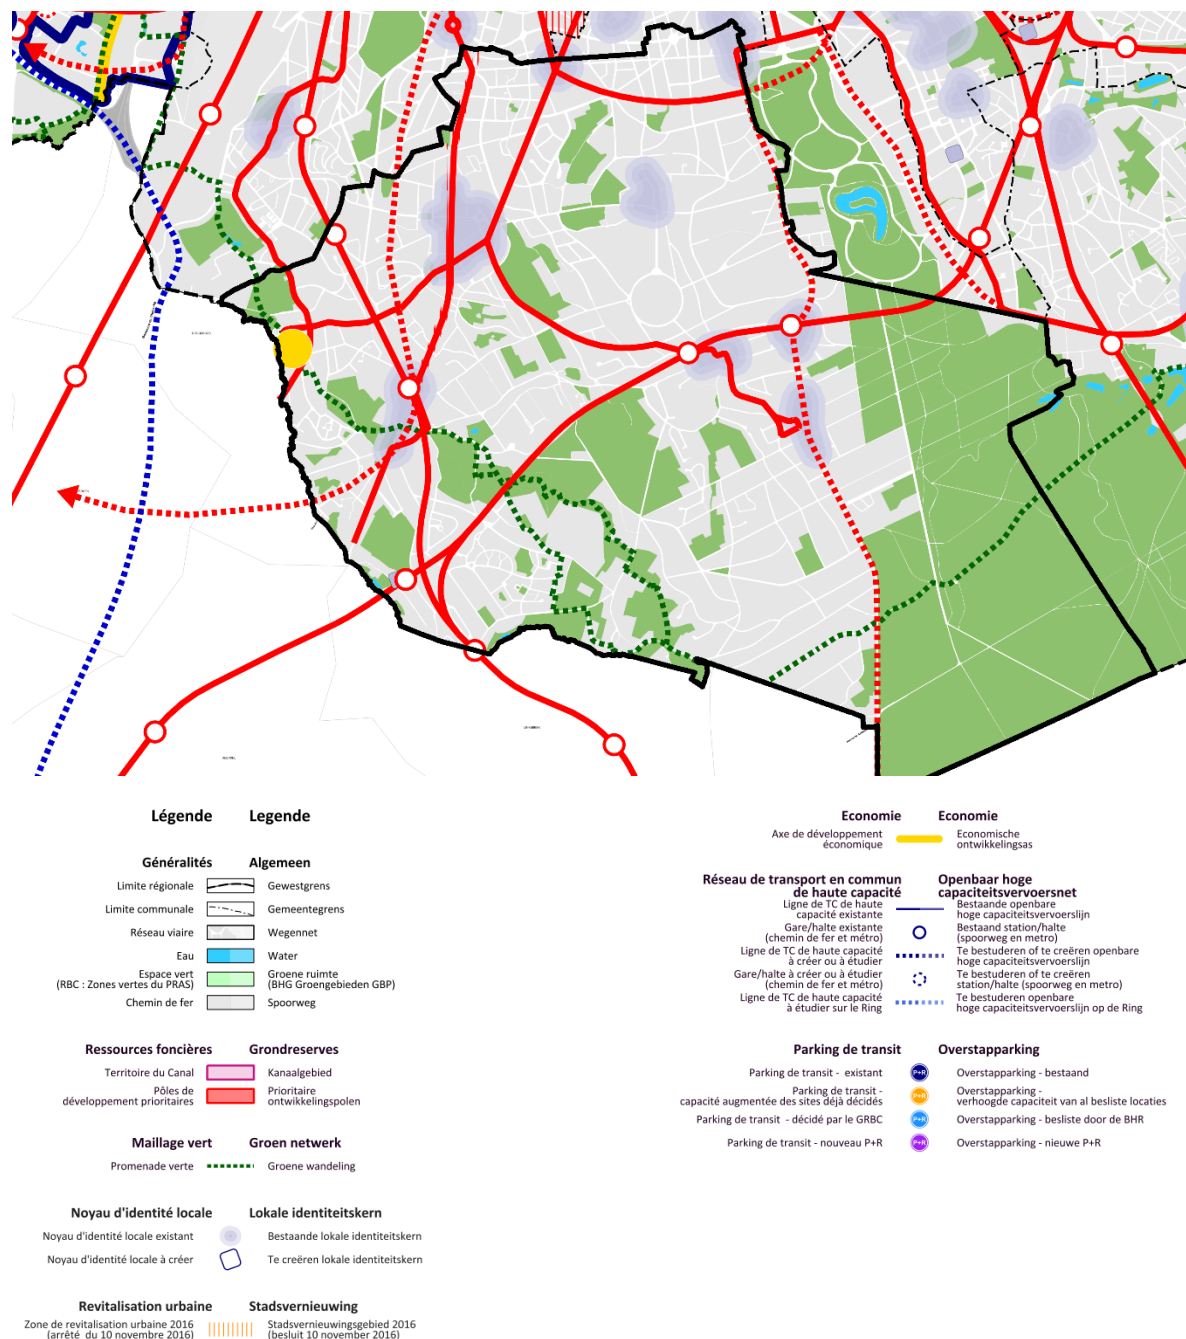 Légende Legende
Généralités Algemeen
Limite régionale Gewestgrens
Limite communale Gemeentegrens
Réseau viaire Wegennet
Eau Water
Espace vert
(RBC : Zones vertes du PRAS)
Groene ruimte
(BHG Groengebieden GBP)
Chemin de fer Spoorweg
Ressources foncières Grondreserves
Territoire du Canal Kanaalgebied
Pôles de
développement prioritaires
Prioritaire
ontwikkelingspolen
Maillage vert Groen netwerk
Promenade verte Groene wandeling
Noyau d'identité locale Lokale identiteitskern
Noyau d'identité locale existant Bestaande lokale identiteitskern
Noyau d'identité locale à créer Te creëren lokale identiteitskern
Revitalisation urbaine Stadsvernieuwing
Zone de revitalisation urbaine 2016
(arrêté du 10 novembre 2016)
Stadsvernieuwingsgebied 2016
(besluit 10 november 2016)
Economie Economie
Axe de développement
économique
Economische
ontwikkelingsas
Réseau de transport en commun
de haute capacité
Openbaar hoge
capaciteitsvervoersnet
Ligne de TC de haute
capacité existante
Bestaande openbare
hoge capaciteitsvervoerslijn
Gare/halte existante
(chemin de fer et métro)
Bestaand station/halte
(spoorweg en metro)
Ligne de TC de haute capacité
à créer ou à étudier
Te bestuderen of te creëren openbare
hoge capaciteitsvervoerslijn
Gare/halte à créer ou à étudier
(chemin de fer et métro)
Te bestuderen of te creëren
station/halte (spoorweg en metro)
Ligne de TC de haute capacité
à étudier sur le Ring
Te bestuderen openbare
hoge capaciteitsvervoerslijn op de Ring
Parking de transit Overstapparking
Parking de transit - existant P+R Overstapparking - bestaand
Parking de transit -
capacité augmentée des sites déjà décidés
P+R
Overstapparking -
verhoogde capaciteit van al besliste locaties
Parking de transit - décidé par le GRBC P+R Overstapparking - besliste door de BHR
Parking de transit - nouveau P+R P+R Overstapparking - nieuwe P+R